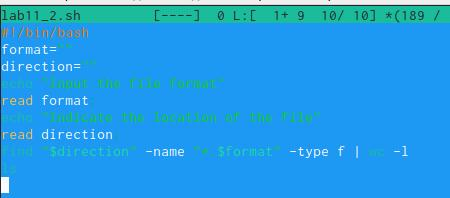 lab11_2.sh [----] 0 L:[ 1+ 9 10/ 10] *(189 /
#!/bin/bash
format=""
direction=""
echo "Input the file format"
read format
echo "Indicate the location of the file"
read direction
find "$direction" -name "*.$format" -type f | wc -l
ls